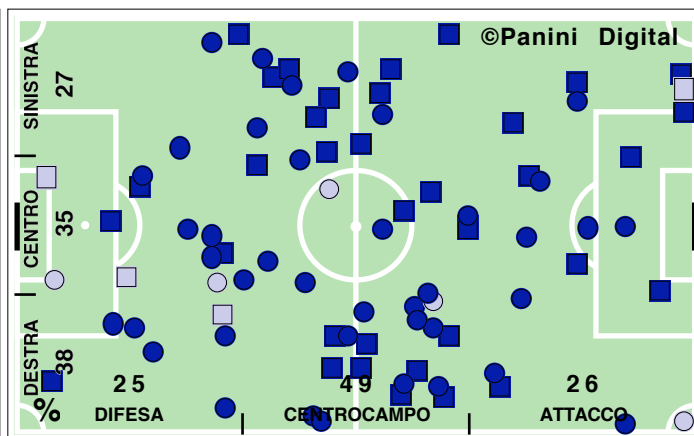 ©Panini Digital
SINISTRA
27
CENTRO
35
DESTRA
38
25
49
26
%
DIFESA
CENTROCAMPO
ATTACCO